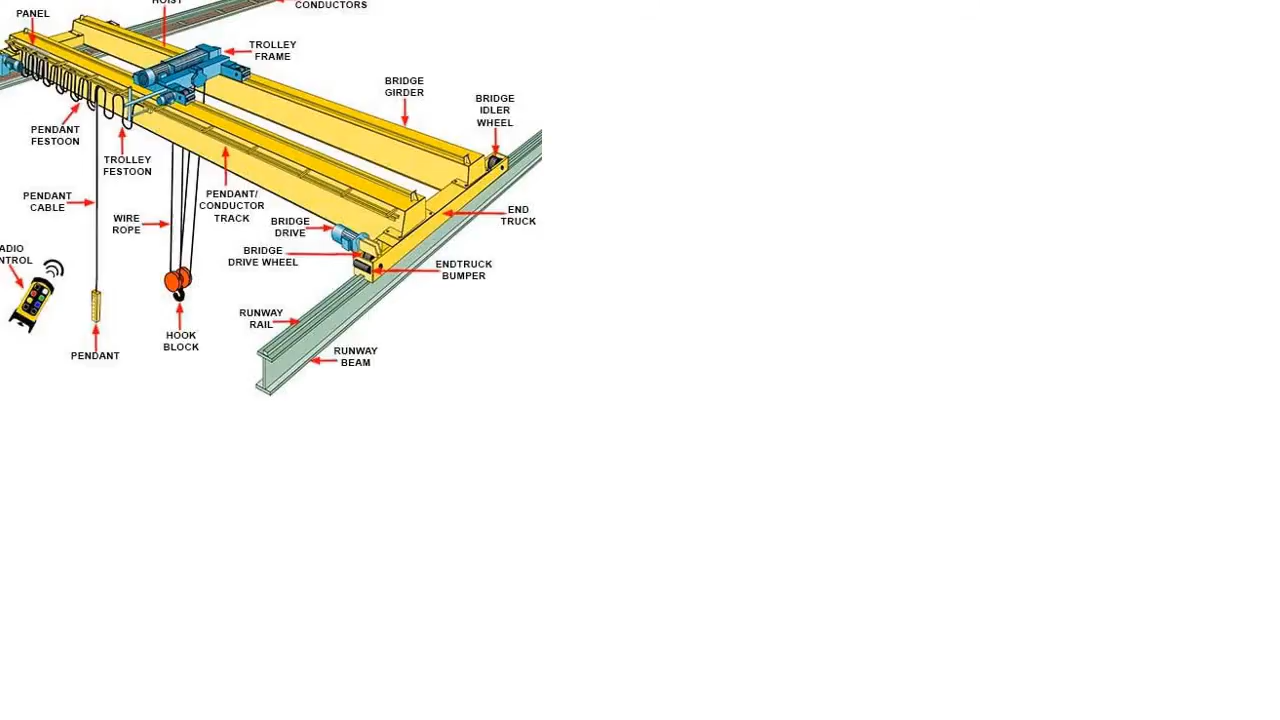 CONDUCTORS
PANEL
TROLLEY
FRAME
BRIDGE
GIRDER
BRIDGE
IDLER
WHEEL
PENDANT
FESTOON
TROLLEY
FESTOON
PENDANT
CABLE
WIRE
ROPE
PENDANT/
CONDUCTOR
TRACK
BRIDGE
DRIVE
END
TRUCK
BRIDGE
DRIVE WHEEL
ENDTRUCK
BUMPER
RUNWAY
RAIL
HOOK
BLOCK
PENDANT
RUNWAY
BEAM